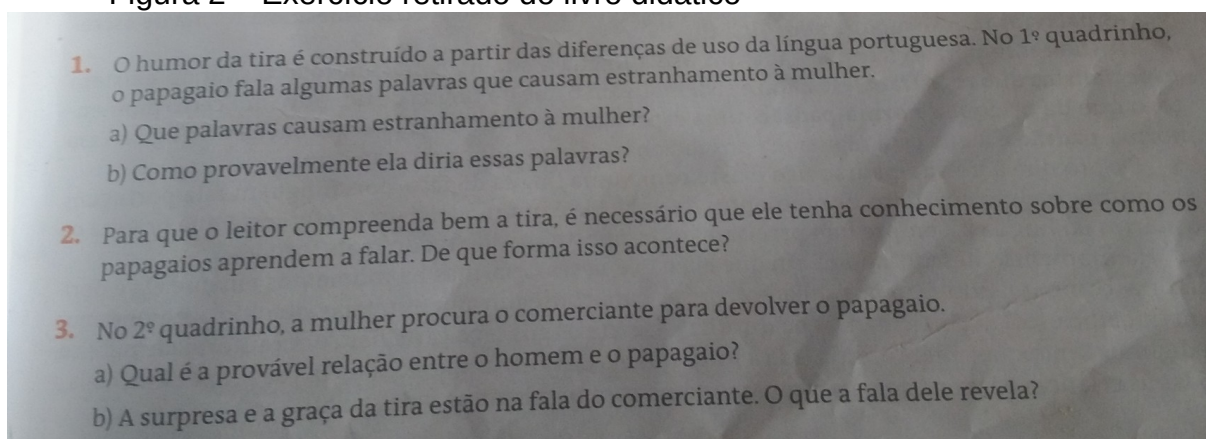 1. O humor da tira é construído a partir das diferenças de uso da língua portuguesa. No 1º quadrinho,
o papagaio fala algumas palavras que causam estranhamento à mulher.
a) Que palavras causam estranhamento à mulher?
b) Como provavelmente ela diria essas palavras?
2. Para que o leitor compreenda bem a tira, é necessário que ele tenha conhecimento sobre como os
papagaios aprendem a falar. De que forma isso acontece?
3. No 2º quadrinho, a mulher procura o comerciante para devolver o papagaio.
a) Qual é a provável relação entre o homem e o papagaio?
b) A surpresa e a graça da tira estão na fala do comerciante. O que a fala dele revela?